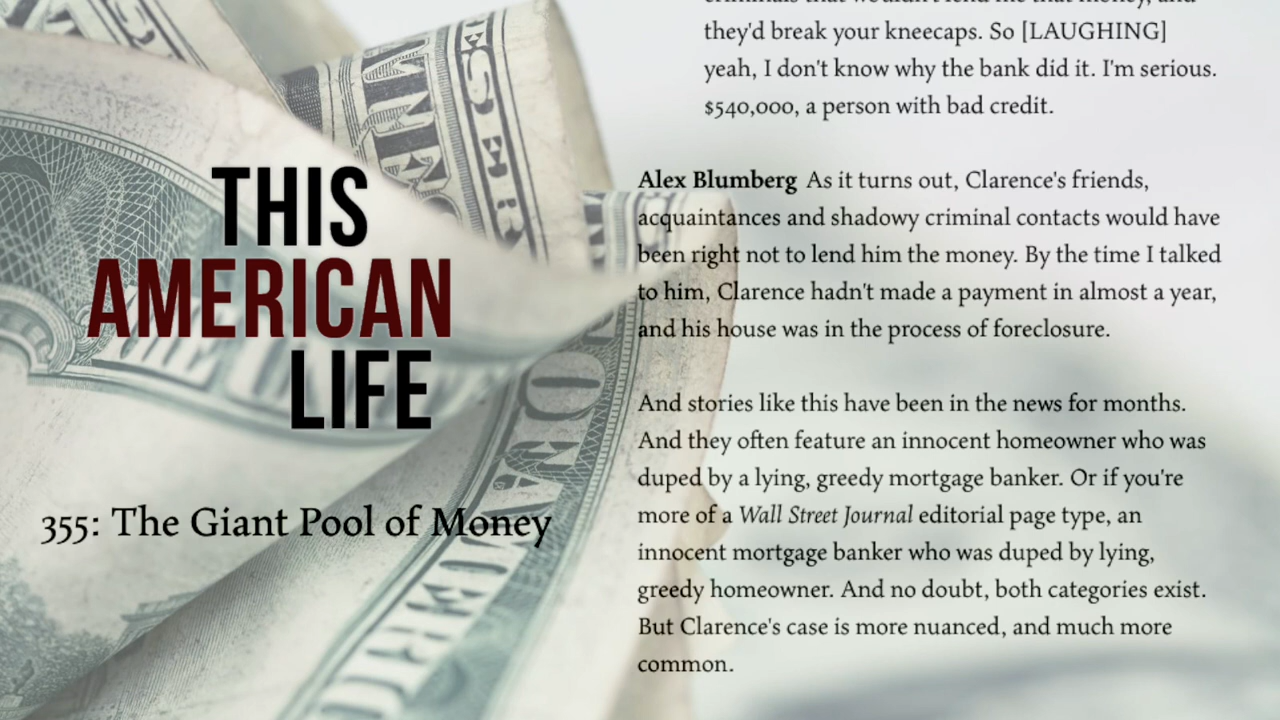 THIS
AMERICAN
LIFE
355: The Giant Pool of Money
they'd break your kneecaps. So [LAUGHING]
yeah, I don't know why the bank did it. I'm serious.
$540,000, a person with bad credit.
Alex Blumberg As it turns out, Clarence's friends,
acquaintances and shadowy criminal contacts would have
been right not to lend him the money. By the time I talked
to him, Clarence hadn't made a payment in almost a year,
and his house was in the process of foreclosure.
And stories like this have been in the news for months.
And they often feature an innocent homeowner who was
duped by a lying, greedy mortgage banker. Or if you're
more of a Wall Street Journal editorial page type, an
innocent mortgage banker who was duped by lying,
greedy homeowner. And no doubt, both categories exist.
But Clarence's case is more nuanced, and much more
common.